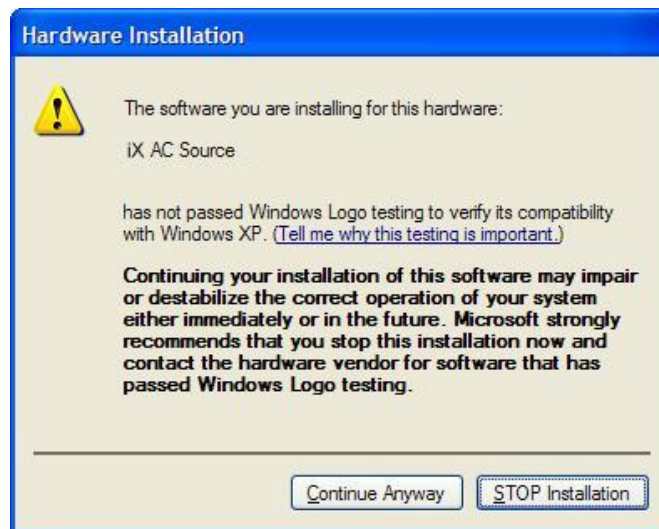 Hardware Installation
The software you are installing for this hardware:
iX AC Source
has not passed Windows Logo testing to verify its compatibility
with Windows XP. (Tell me why this testing is important.)
Continuing your installation of this software may impair
or destabilize the correct operation of your system
either immediately or in the future. Microsoft strongly
recommends that you stop this installation now and
contact the hardware vendor for software that has
passed Windows Logo testing.
Continue Anyway
STOP Installation